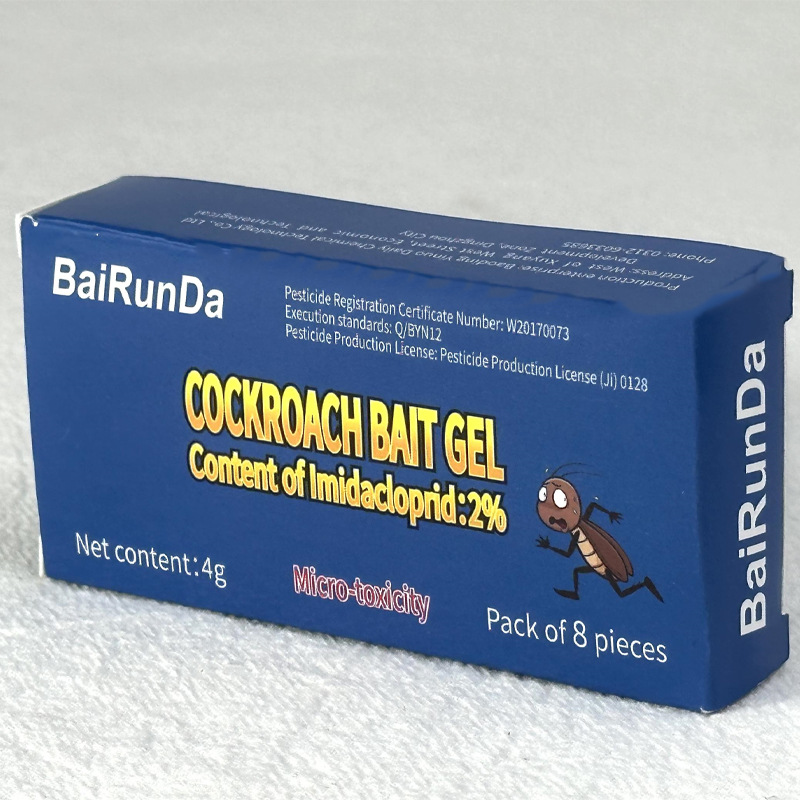 Production enterprise: Baoding Yinuo Daily Chemical Technology Co., Ltd
Address: West of Xuyang West Street, Economic and Technological
Development Zone, Dingzhou City
Phone: 0312-6033635
BaiRunDa
Pesticide Registration Certificate Number: W20170073
Execution standards: Q/BYN12
Pesticide Production License: Pesticide Production License (Ji) 0128
COCKROACH BAIT GEL
Content of Imidacloprid:2%
Net content:4g
Micro-toxicity
Pack of 8 pieces
BaiRunDa